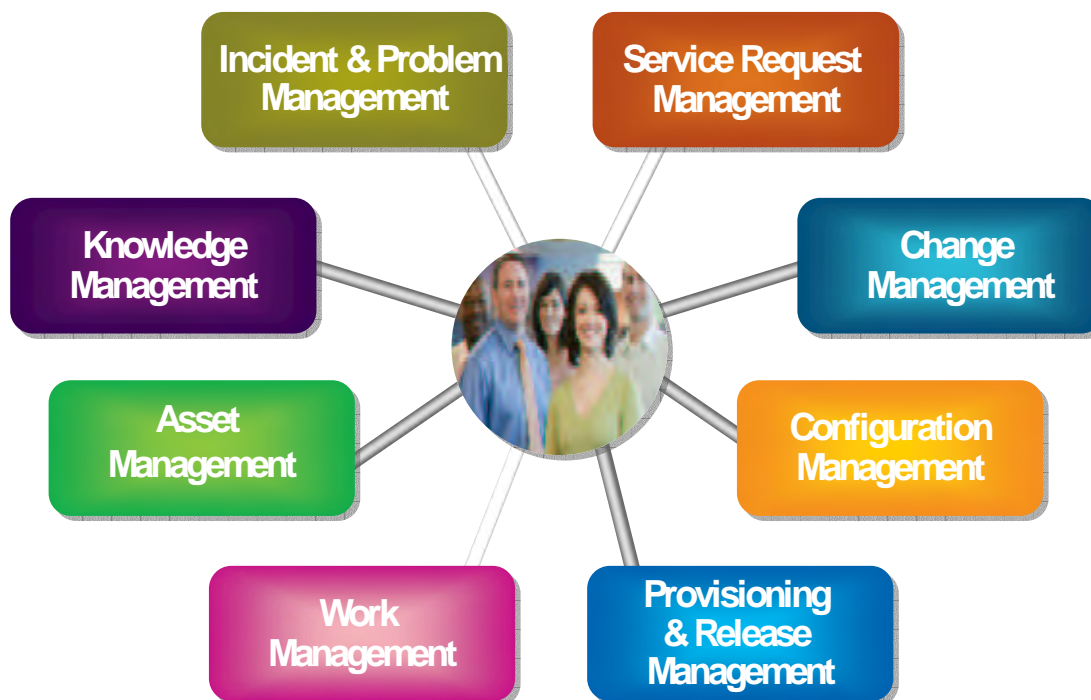 Incident & Problem
Management
Service Request
Management
Knowledge
Management
Change
Management
Asset
Management
Configuration
Management
Work
Management
Provisioning
& Release
Management